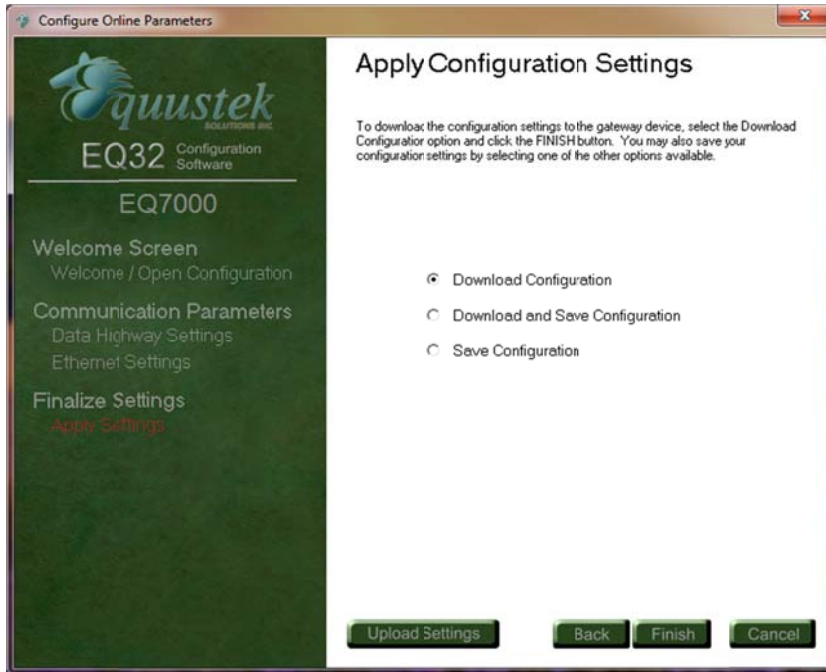 Configure Online Parameters
Equustek
SOLUTIONS INC
EQ32 Configuration Software
EQ7000
Welcome Screen
Welcome / Open Configuration
Communication Parameters
Data Highway Settings
Ethernet Settings
Finalize Settings
Apply Settings
Apply Configuration Settings
To download the configuration settings to the gateway device, select the Download
Configuration option and click the FINISH button. You may also save your
configuration settings by selecting one of the other options available.
Download Configuration
Download and Save Configuration
Save Configuration
Upload Settings
Back
Finish
Cancel